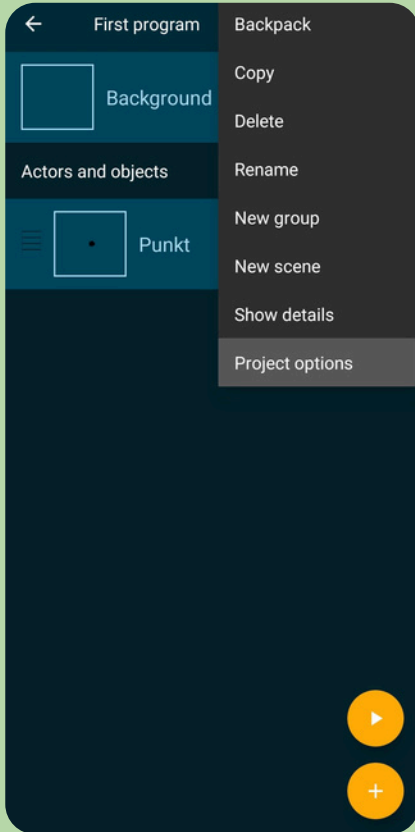 First program
Background
Actors and objects
Punkt
Backpack
Copy
Delete
Rename
New group
New scene
Show details
Project options